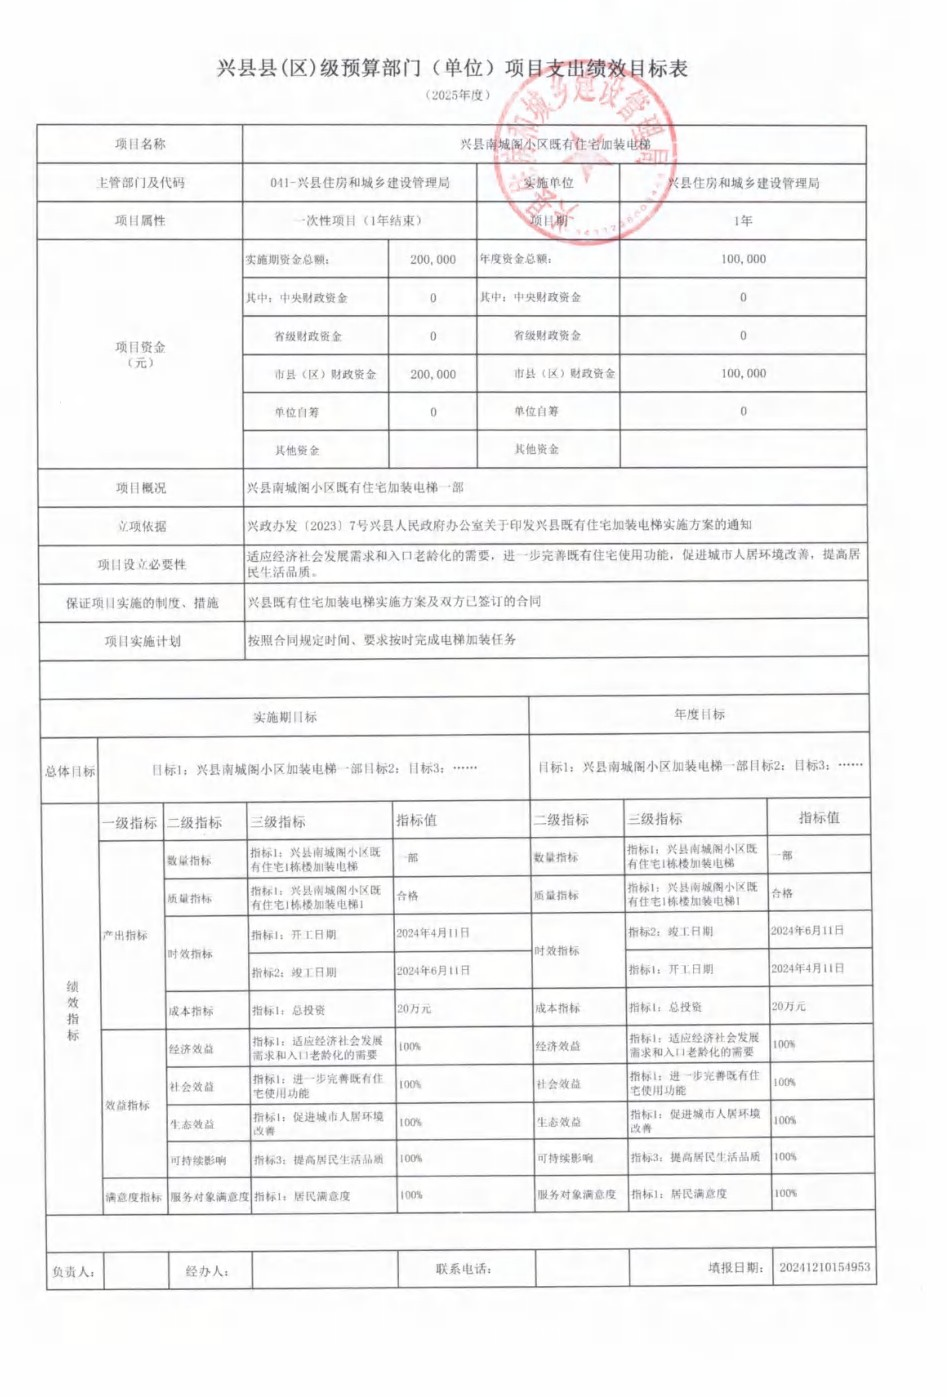 兴县县(区)级预算部门（单位）项目支出绩效目标表
（2025年度）
项目名称 兴县南城阁小区既有住宅加装电梯
主管部门及代码 041-兴县住房和城乡建设管理局 实施单位 兴县住房和城乡建设管理局
项目属性 一次性项目（1年结束） 项目期 1年
项目资金
（元）
实施期资金总额： 200,000 年度资金总额： 100,000
其中：中央财政资金 0 其中：中央财政资金 0
省级财政资金 0 省级财政资金 0
市县（区）财政资金 200,000 市县（区）财政资金 100,000
单位自筹 0 单位自筹 0
其他资金 其他资金
项目概况 兴县南城阁小区既有住宅加装电梯一部
立项依据 兴政办发〔2023〕7号兴县人民政府办公室关于印发兴县既有住宅加装电梯实施方案的通知
项目设立必要性 适应经济社会发展需求和人口老龄化的需要，进一步完善既有住宅使用功能，促进城市人居环境改善，提高居
民生活品质。
保证项目实施的制度、措施 兴县既有住宅加装电梯实施方案及双方已签订的合同
项目实施计划 按照合同规定时间、要求按时完成电梯加装任务
实施期目标 年度目标
总体目标 目标1：兴县南城阁小区加装电梯一部目标2：目标3：…… 目标1：兴县南城阁小区加装电梯一部目标2：目标3：……
绩效指标
一级指标 二级指标 三级指标 指标值 二级指标 三级指标 指标值
产出指标
数量指标 指标1：兴县南城阁小区既 一部 数量指标 指标1：兴县南城阁小区既 一部
有住宅1栋楼加装电梯 有住宅1栋楼加装电梯
质量指标 指标1：兴县南城阁小区既 合格 质量指标 指标1：兴县南城阁小区既 合格
有住宅1栋楼加装电梯1 有住宅1栋楼加装电梯1
时效指标 指标1：开工日期 2024年4月11日 时效指标 指标2：竣工日期 2024年6月11日
指标2：竣工日期 2024年6月11日 指标1：开工日期 2024年4月11日
成本指标 指标1：总投资 20万元 成本指标 指标1：总投资 20万元
效益指标
经济效益 指标1：适应经济社会发展 100% 经济效益 指标1：适应经济社会发展 100%
需求和人口老龄化的需要 需求和人口老龄化的需要
社会效益 指标1：进一步完善既有住 100% 社会效益 指标1：进一步完善既有住 100%
宅使用功能 宅使用功能
生态效益 指标1：促进城市人居环境 100% 生态效益 指标1：促进城市人居环境 100%
改善 改善
可持续影响 指标3：提高居民生活品质 100% 可持续影响 指标3：提高居民生活品质 100%
满意度指标 服务对象满意度 指标1：居民满意度 100% 服务对象满意度 指标1：居民满意度 100%
负责人： 经办人： 联系电话： 填报日期： 20241210154953
兴县住房和城乡建设管理局